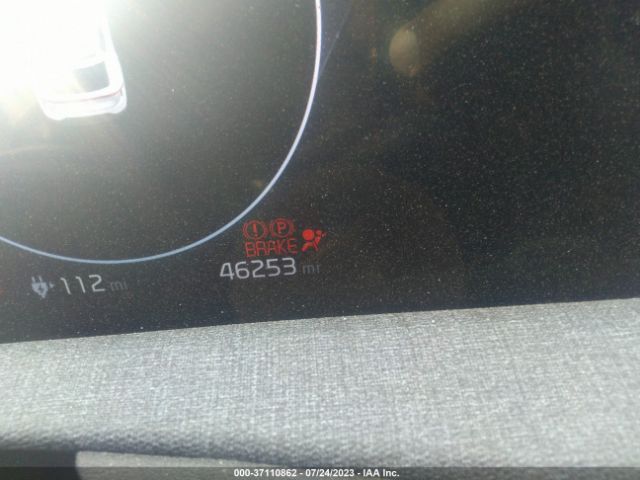 ! P
BRAKE
46253 mi
112 mi
000-37110862 - 07/24/2023 - IAA Inc.